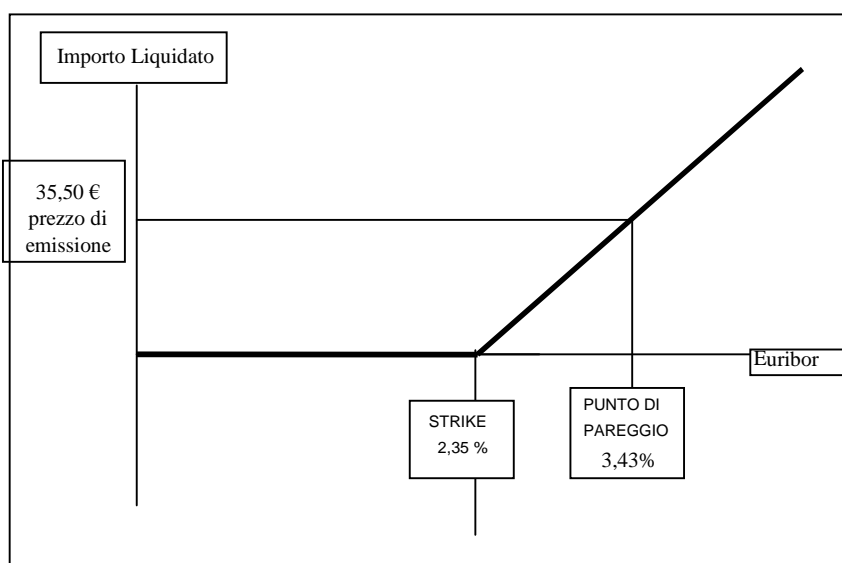 Importo Liquidato
35,50 €
prezzo di
emissione
Euribor
STRIKE
2,35 %
PUNTO DI
PAREGGIO
3,43%